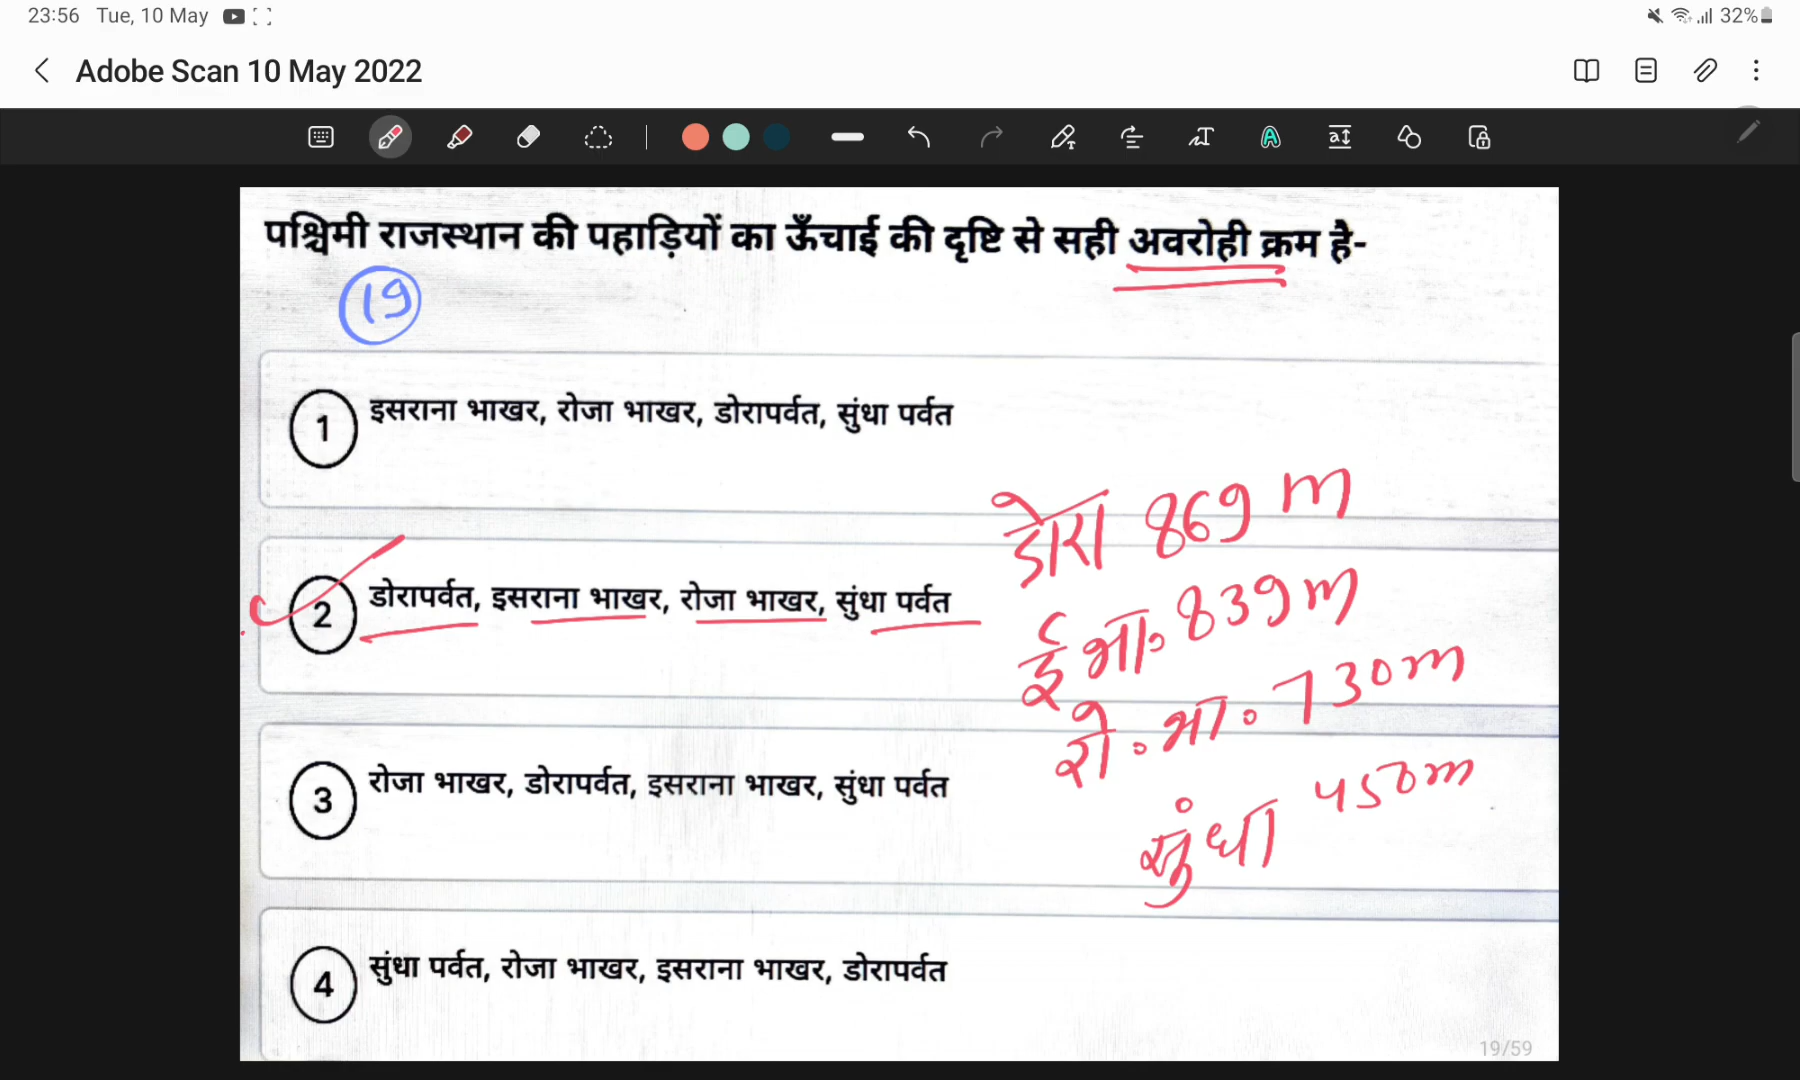 23:56 Tue, 10 May
32%
Adobe Scan 10 May 2022
पश्चिमी राजस्थान की पहाड़ियों का ऊँचाई की दृष्टि से सही अवरोही क्रम है-
19
1 इसराना भाखर, रोजा भाखर, डोरापर्वत, सुंधा पर्वत
डोरा 869 m
2 डोरापर्वत, इसराना भाखर, रोजा भाखर, सुंधा पर्वत
ई भा. 839m
रो. भा. 730m
3 रोजा भाखर, डोरापर्वत, इसराना भाखर, सुंधा पर्वत
सुंधा 450m
4 सुंधा पर्वत, रोजा भाखर, इसराना भाखर, डोरापर्वत
19/59